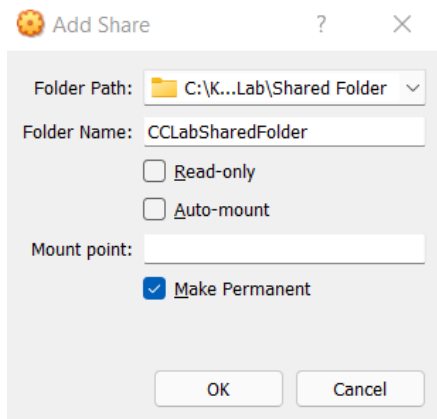 Add Share ?
Folder Path: C:\K...Lab\Shared Folder
Folder Name: CCLabSharedFolder
Read-only
Auto-mount
Mount point:
Make Permanent
OK Cancel